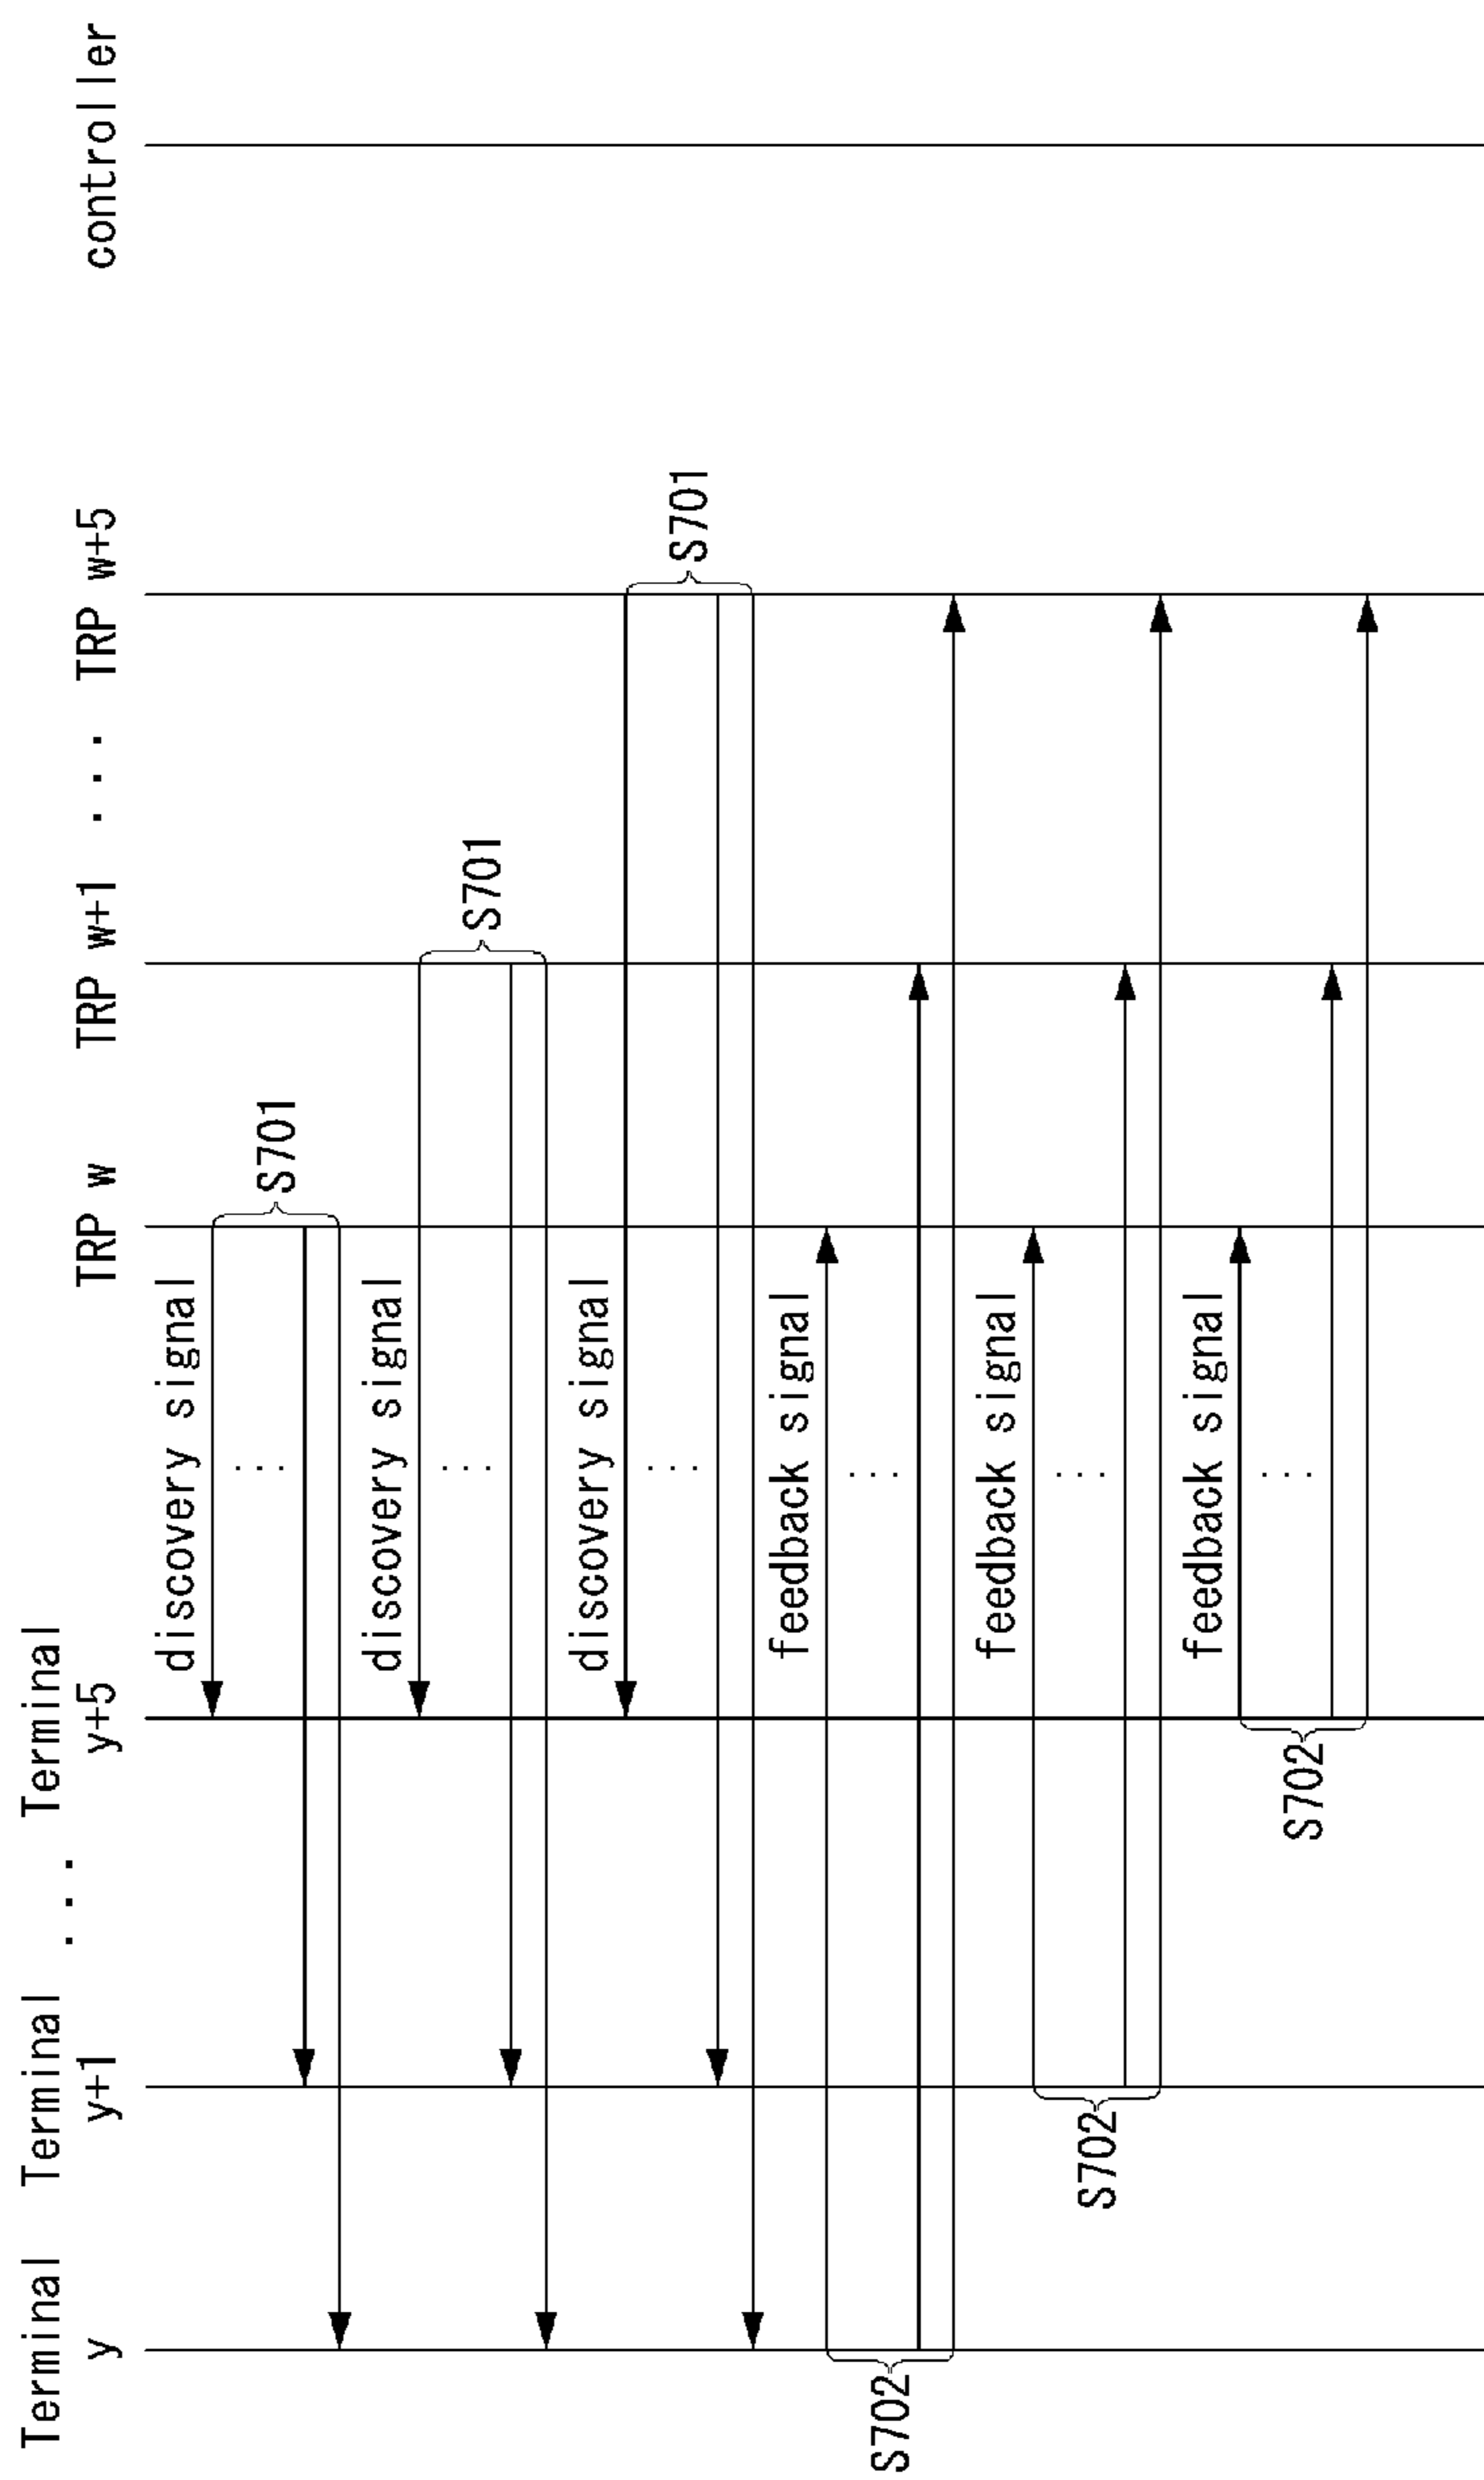 Terminal y
Terminal y+1
...
Terminal y+5
TRP w
TRP w+1
...
TRP w+5
controller
discovery signal
...
S701
discovery signal
...
S701
discovery signal
...
S701
feedback signal
...
S702
feedback signal
...
S702
feedback signal
...
S702